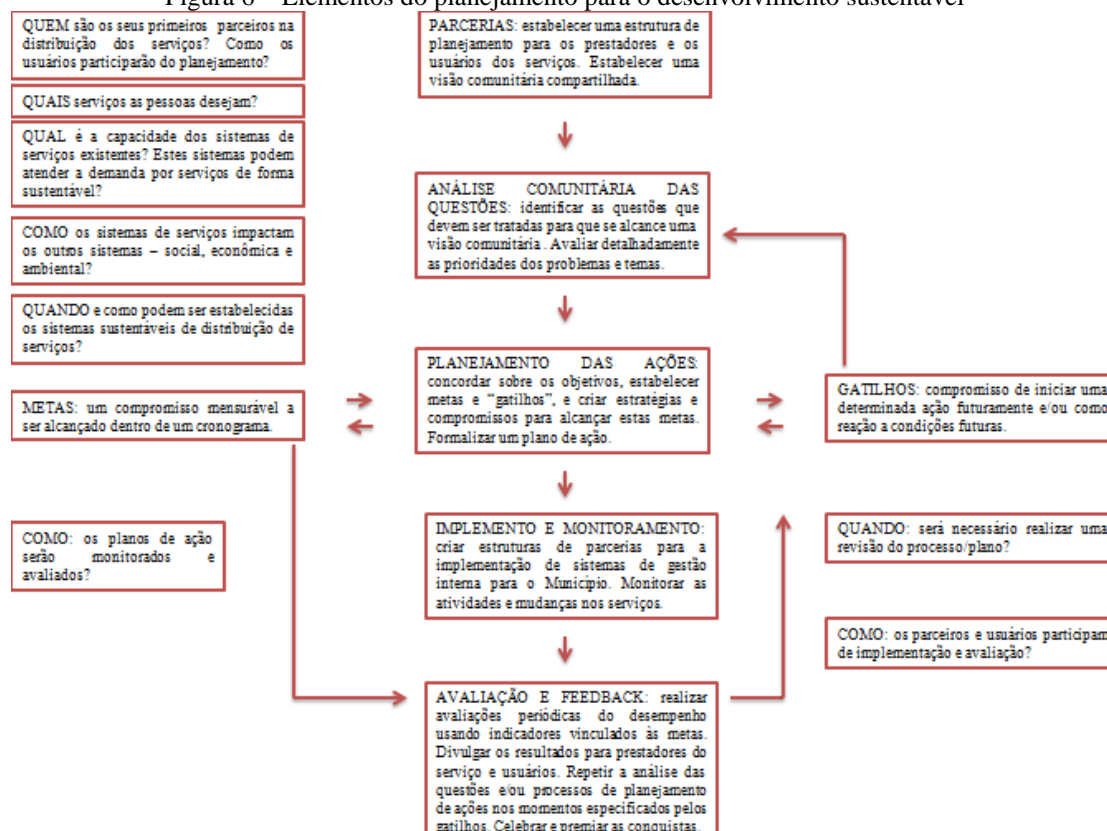 Figura 6 – Elementos do planejamento para o desenvolvimento sustentável
QUEM são os seus primeiros parceiros na
distribuição dos serviços? Como os
usuários participarão do planejamento?
QUAIS serviços as pessoas desejam?
QUAL é a capacidade dos sistemas de
serviços existentes? Estes sistemas podem
atender a demanda por serviços de forma
sustentável?
COMO os sistemas de serviços impactam
os outros sistemas – social, econômica e
ambiental?
QUANDO e como podem ser estabelecidas
os sistemas sustentáveis de distribuição de
serviços?
METAS: um compromisso mensurável a
ser alcançado dentro de um cronograma.
COMO: os planos de ação
serão monitorados e
avaliados?
PARCERIAS: estabelecer uma estrutura de
planejamento para os prestadores e os
usuários dos serviços. Estabelecer uma
visão comunitária compartilhada.
ANÁLISE COMUNITÁRIA DAS
QUESTÕES: identificar as questões que
devem ser tratadas para que se alcance uma
visão comunitária. Avaliar detalhadamente
as prioridades dos problemas e temas.
PLANEJAMENTO DAS AÇÕES:
concordar sobre os objetivos, estabelecer
metas e “gatilhos”, e criar estratégias e
compromissos para alcançar estas metas.
Formalizar um plano de ação.
IMPLEMENTO E MONITORAMENTO:
criar estruturas de parcerias para a
implementação de sistemas de gestão
interna para o Município. Monitorar as
atividades e mudanças nos serviços.
AVALIAÇÃO E FEEDBACK: realizar
avaliações periódicas do desempenho
usando indicadores vinculados às metas.
Divulgar os resultados para prestadores do
serviço e usuários. Repetir a análise das
questões e/ou processos de planejamento
de ações nos momentos especificados pelos
gatilhos. Celebrar e premiar as conquistas.
GATILHOS: compromisso de iniciar uma
determinada ação futuramente e/ou como
reação a condições futuras.
QUANDO: será necessário realizar uma
revisão do processo/plano?
COMO: os parceiros e usuários participam
de implementação e avaliação?